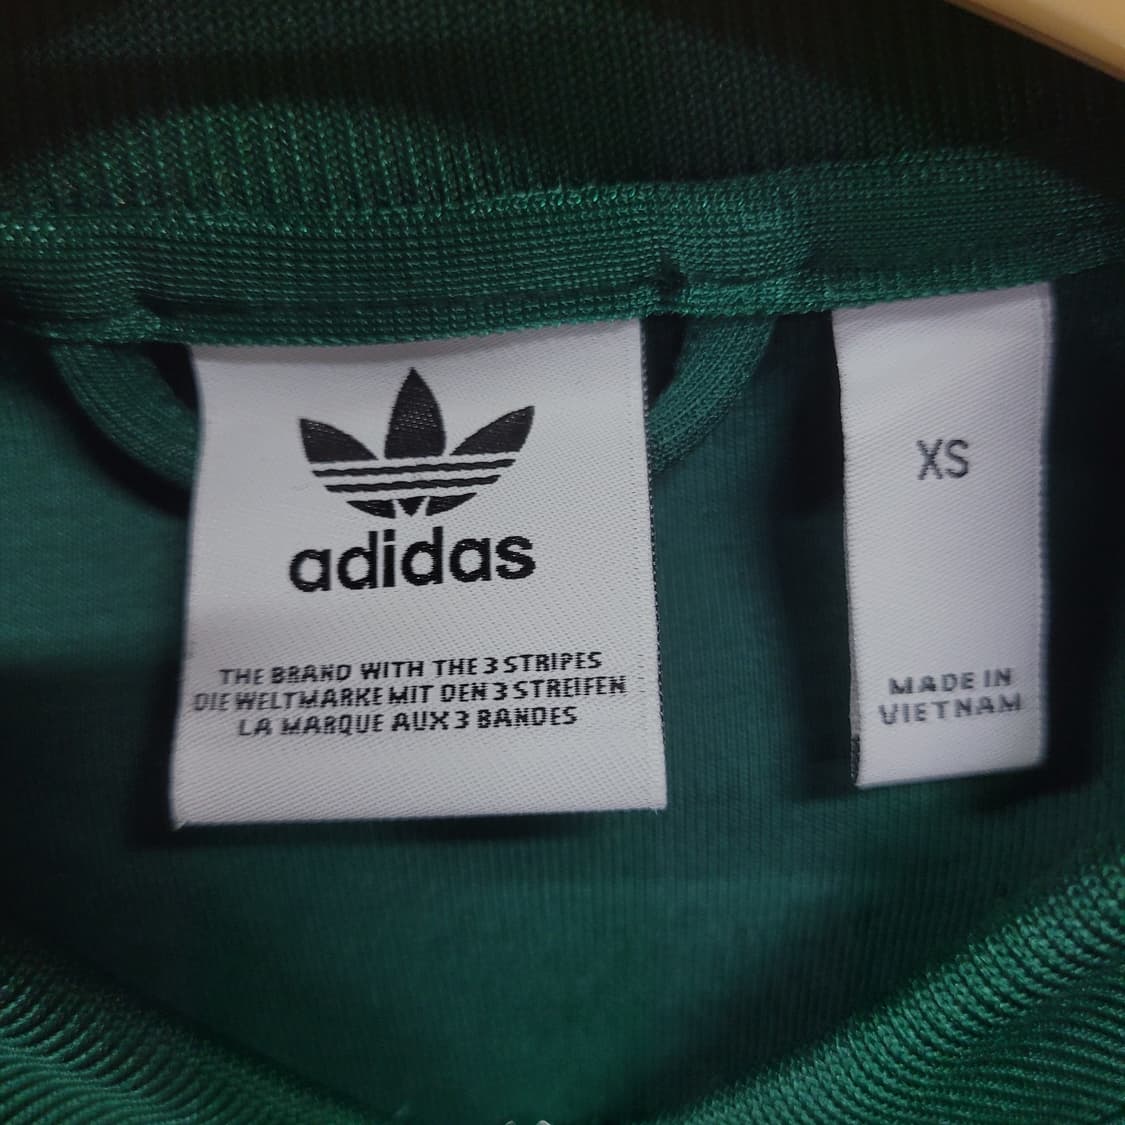 adidas
THE BRAND WITH THE 3 STRIPES
DIE WELTMARKE MIT DEN 3 STREIFEN
LA MARQUE AUX 3 BANDES
XS
MADE IN
VIETNAM